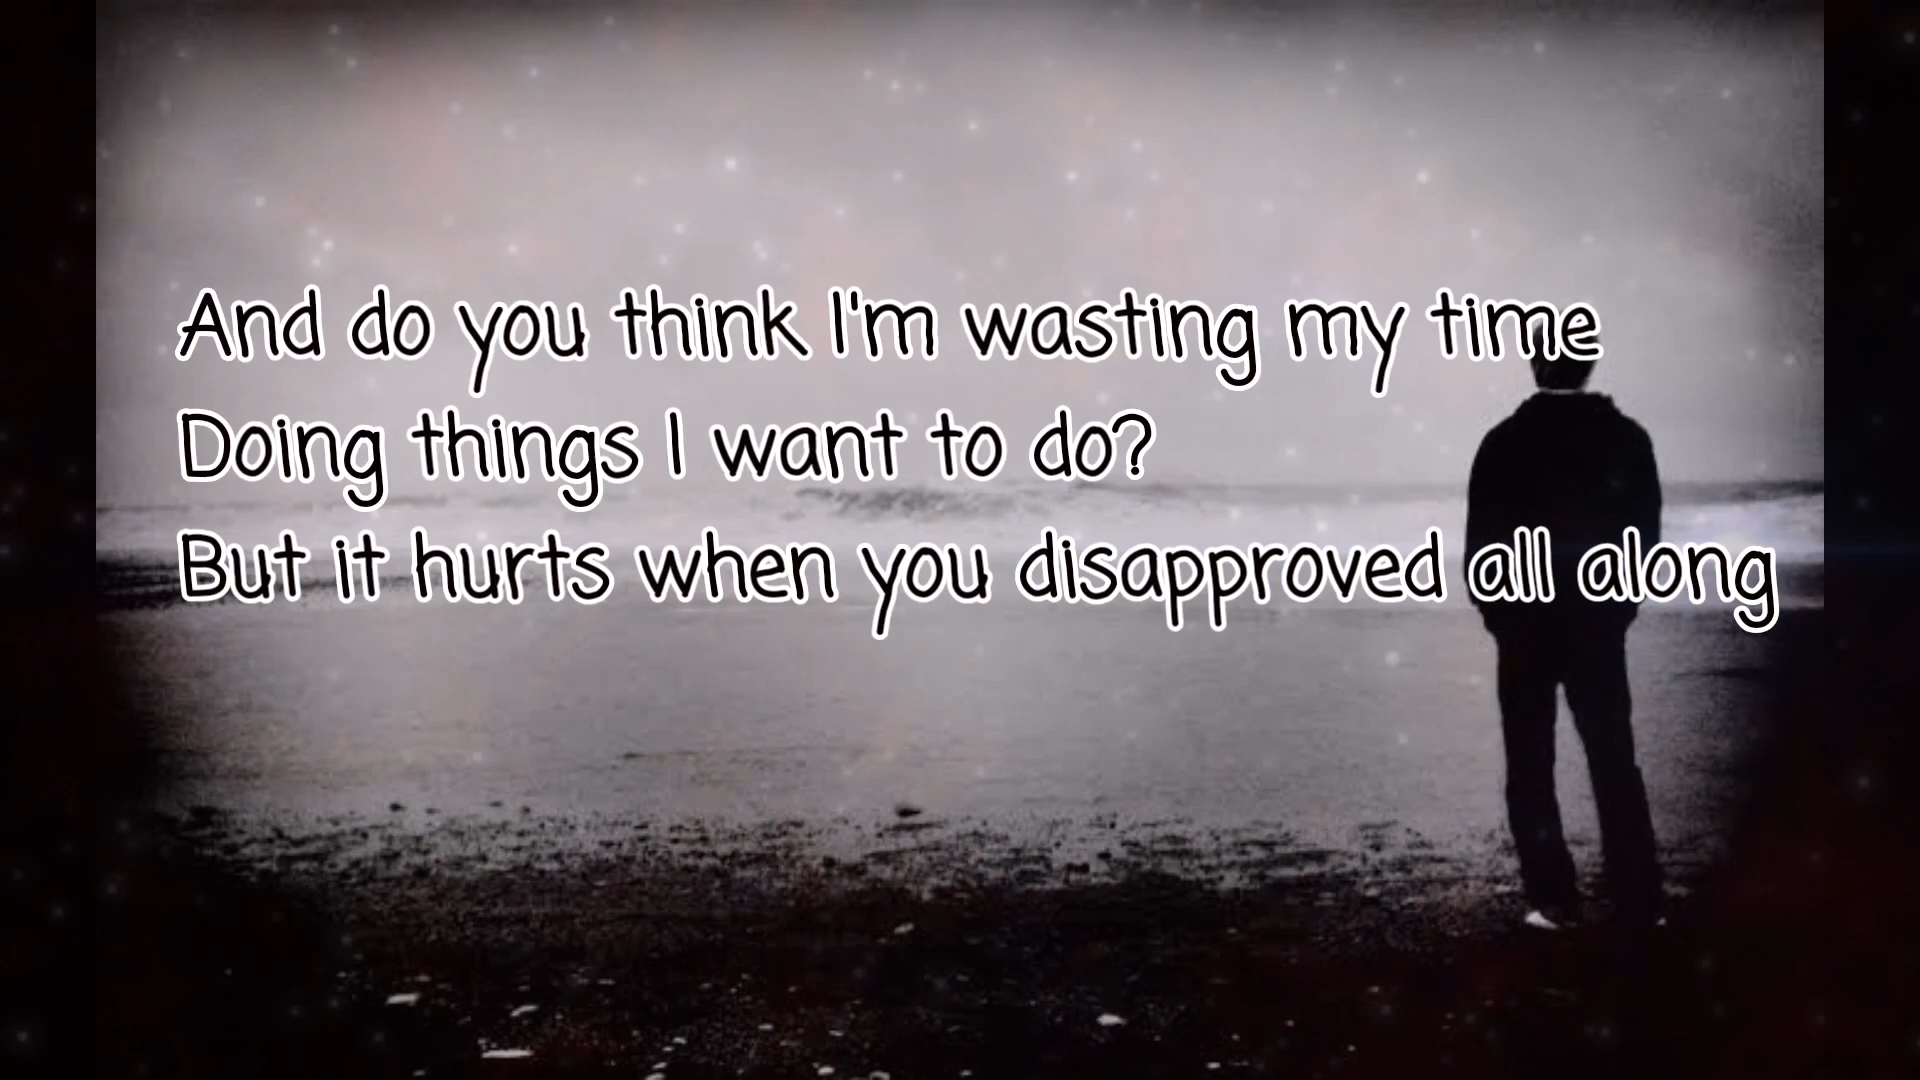 And do you think I'm wasting my time
Doing things I want to do?
But it hurts when you disapproved all along